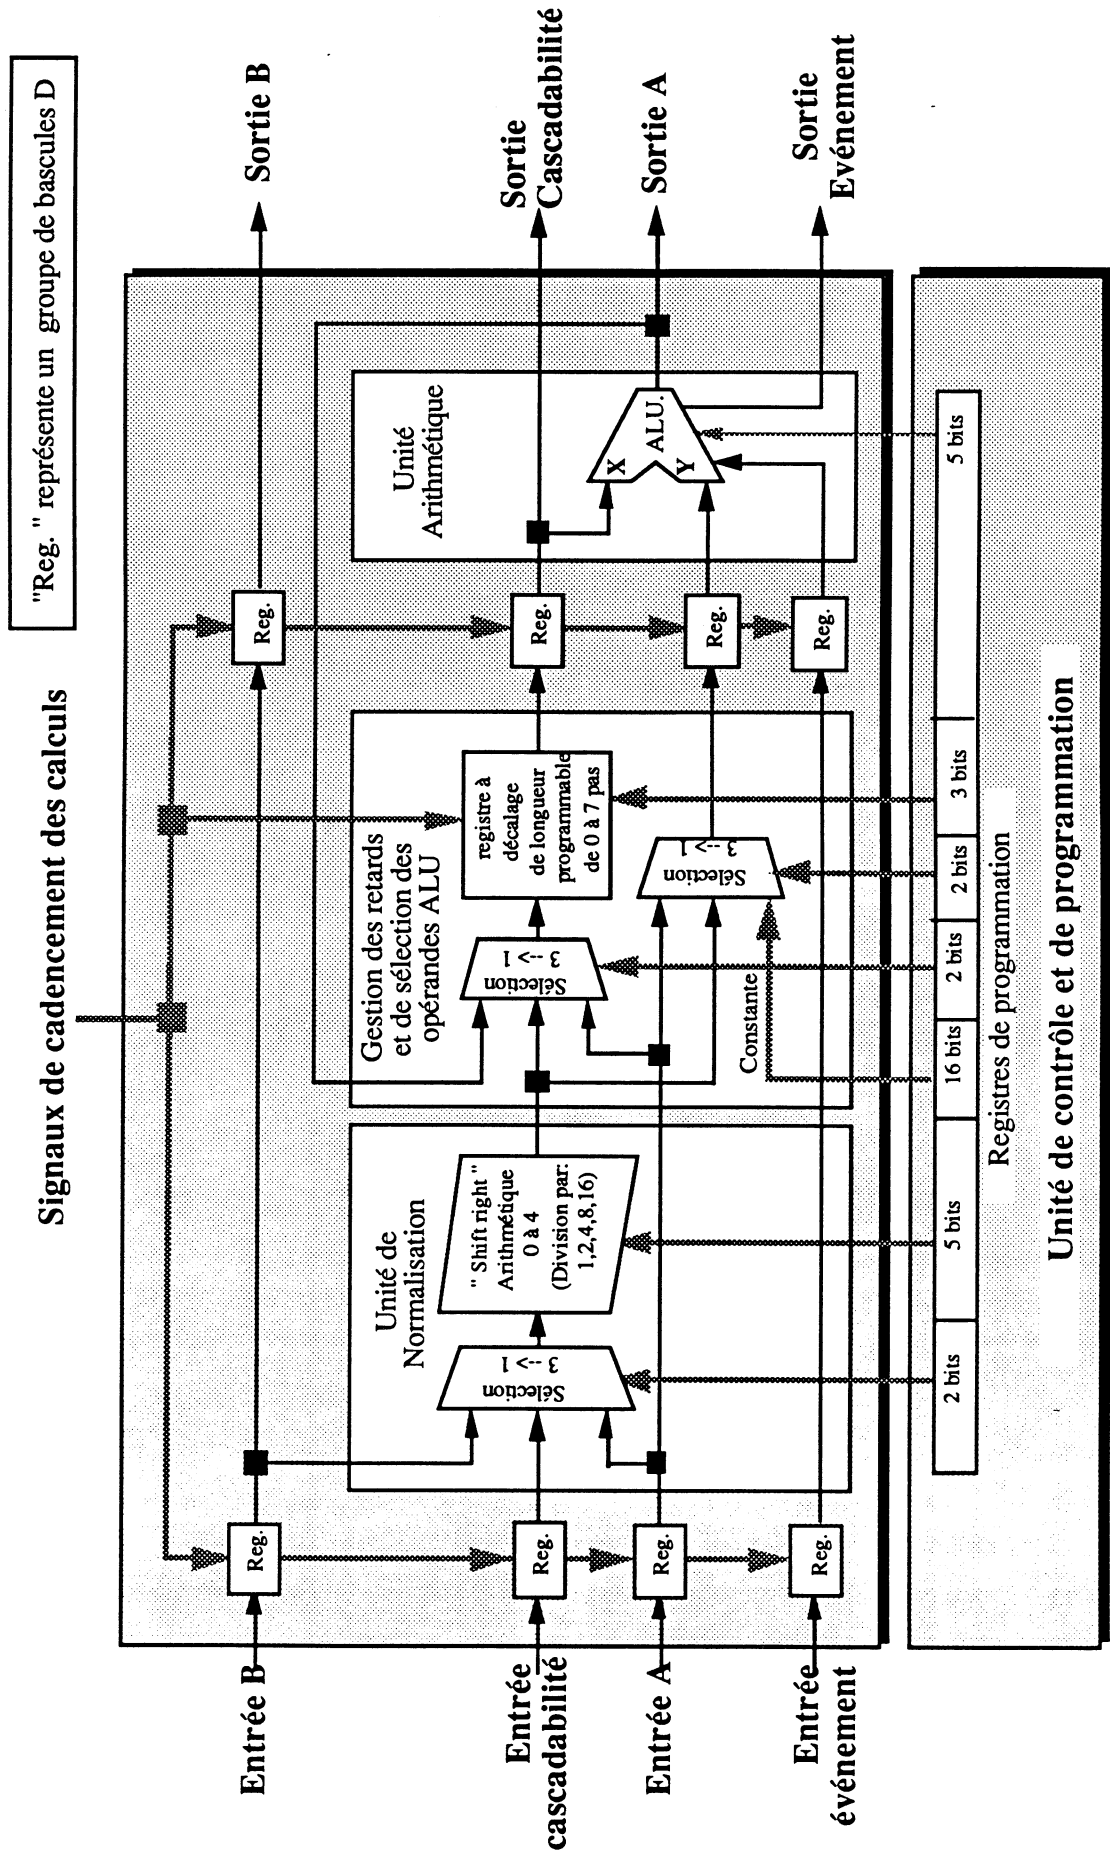 "Reg. " représente un groupe de bascules D
Signaux de cadencement des calculs
Entrée B
Reg.
Reg.
Sortie B
Entrée
cascadabilité
Reg.
Unité de
Normalisation
Sélection
3 --> 1
" Shift right "
Arithmétique
0 à 4
(Division par:
1,2,4,8,16)
Gestion des retards
et de sélection des
opérandes ALU
Sélection
3 --> 1
registre à
décalage
de longueur
programmable
de 0 à 7 pas
Reg.
Unité
Arithmétique
Sortie
Cascadabilité
Entrée A
Reg.
Constante
Sélection
3 --> 1
Reg.
X
Y
ALU.
Sortie A
Entrée
événement
Reg.
Reg.
Sortie
Evénement
2 bits
5 bits
16 bits
2 bits
2 bits
3 bits
5 bits
Registres de programmation
Unité de contrôle et de programmation